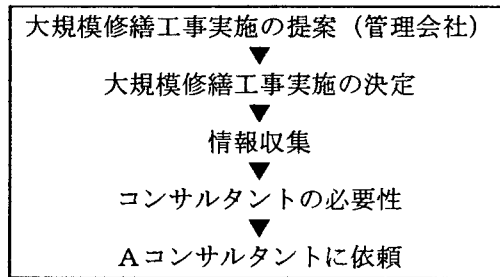 大規模修繕工事実施の提案（管理会社）
▼
大規模修繕工事実施の決定
▼
情報収集
▼
コンサルタントの必要性
▼
Aコンサルタントに依頼